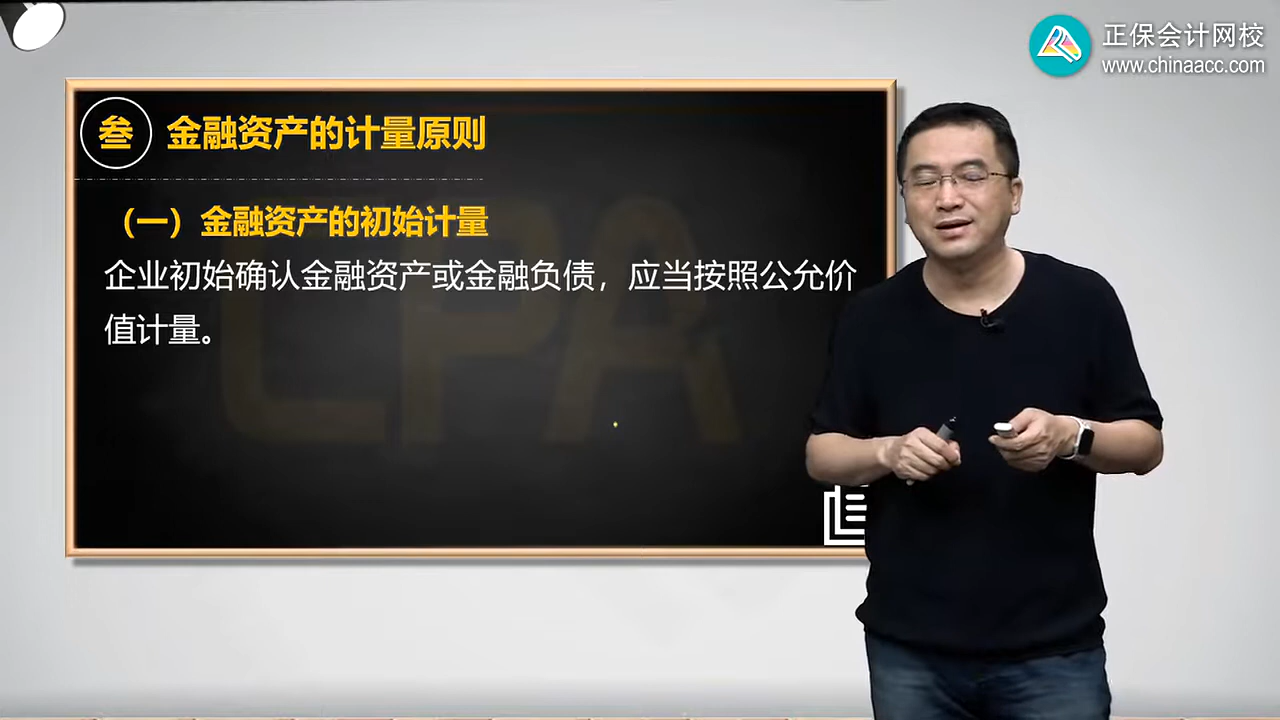 正保会计网校
www.chinaacc.com
叁 金融资产的计量原则
（一）金融资产的初始计量
企业初始确认金融资产或金融负债，应当按照公允价
值计量。
CPA